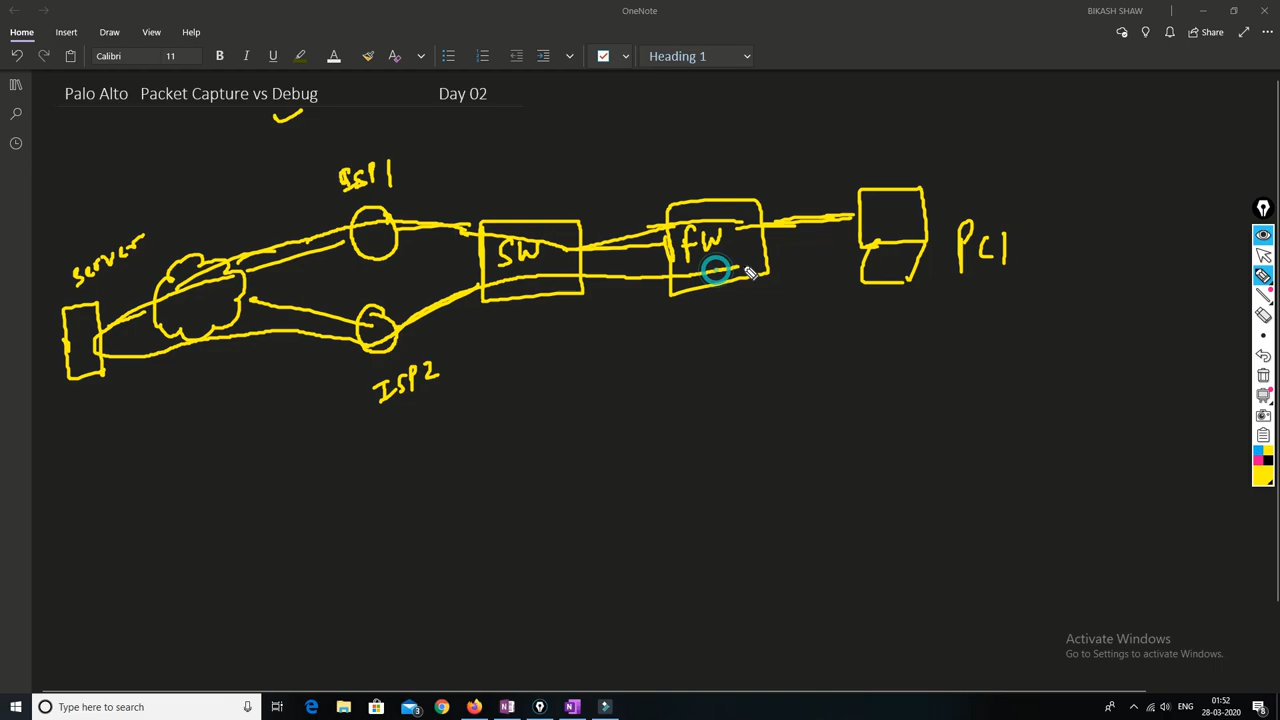 OneNote
BIKASH SHAW
Home Insert Draw View Help
Share
Calibri 11 B I U A A Heading 1
Palo Alto Packet Capture vs Debug Day 02
ISP1
server
SW
FW
PC1
ISP2
Activate Windows
Go to Settings to activate Windows.
Type here to search
3
01:52
28-03-2020